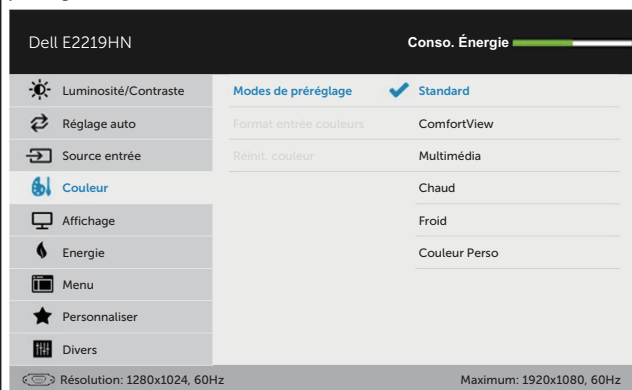 Dell E2219HN
Conso. Énergie
Luminosité/Contraste
Réglage auto
Source entrée
Couleur
Affichage
Energie
Menu
Personnaliser
Divers
Modes de préréglage
Format entrée couleurs
Réinit. couleur
Standard
ComfortView
Multimédia
Chaud
Froid
Couleur Perso
Résolution: 1280x1024, 60Hz
Maximum: 1920x1080, 60Hz